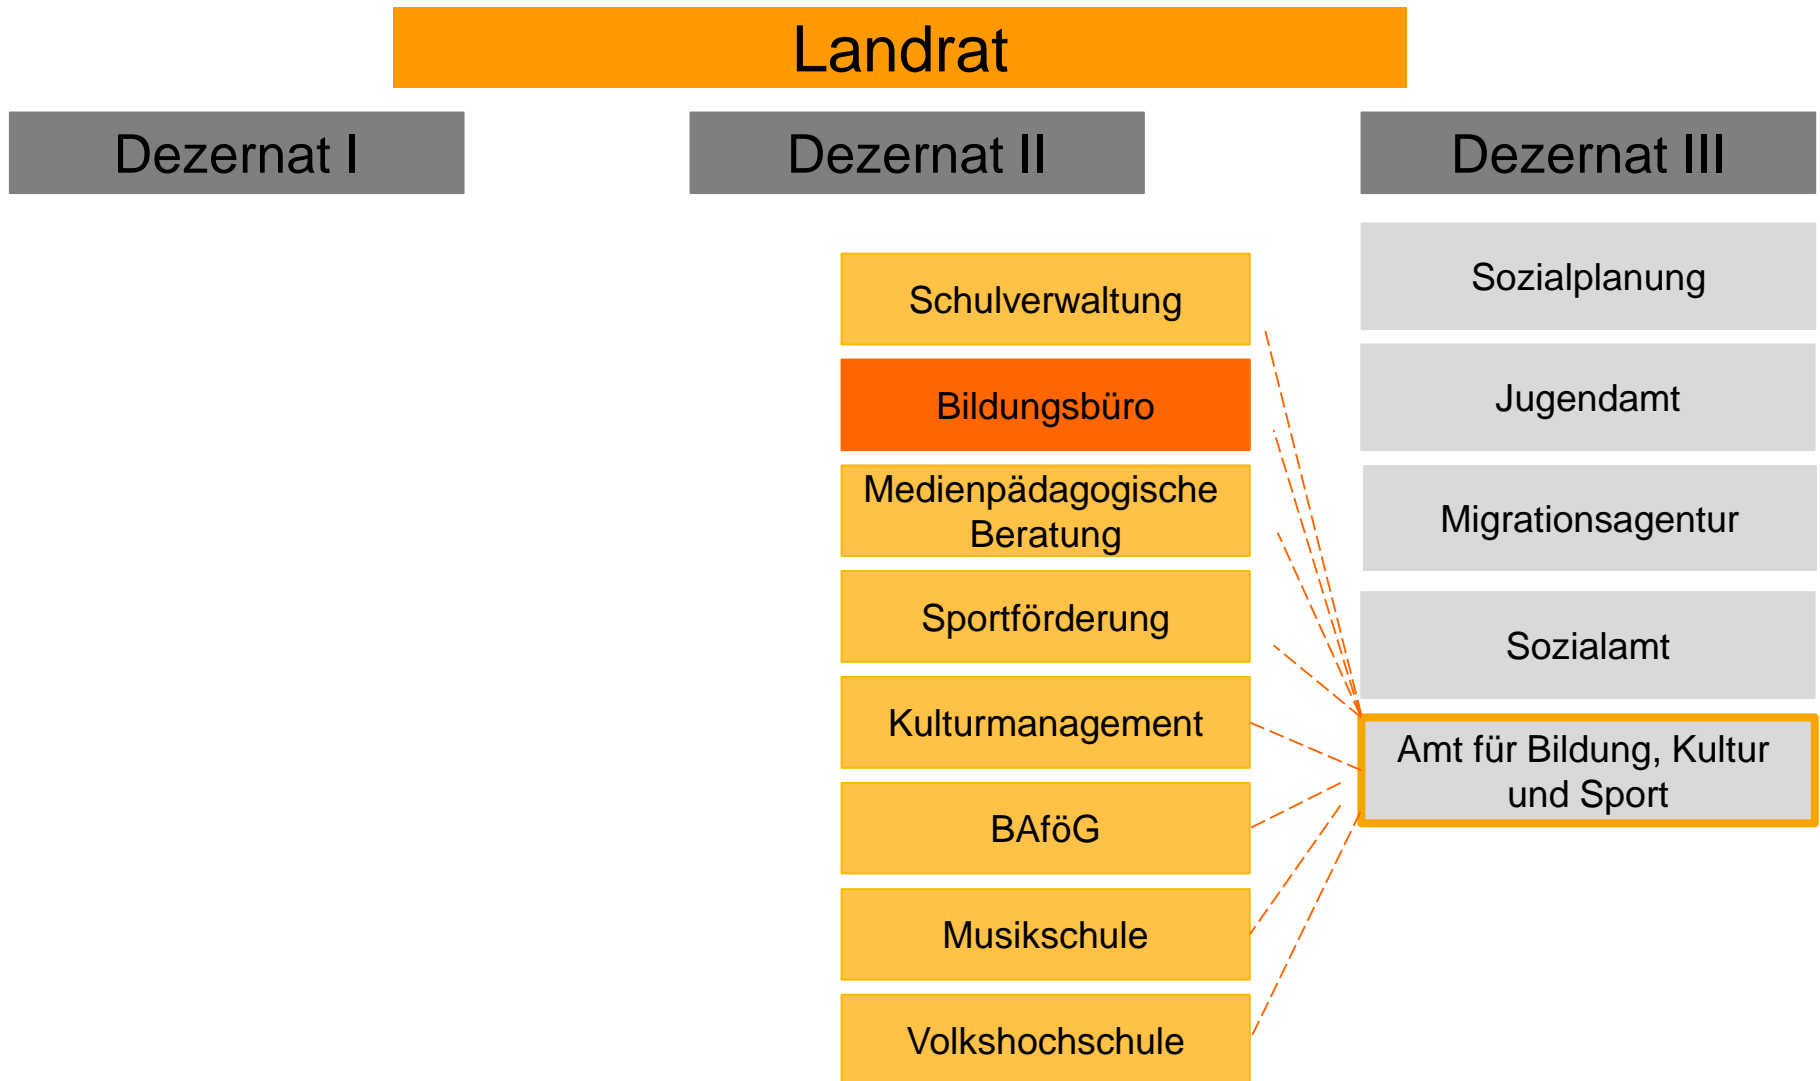 Landrat
Dezernat I
Dezernat II
Dezernat III
Schulverwaltung
Bildungsbüro
Medienpädagogische
Beratung
Sportförderung
Kulturmanagement
BAföG
Musikschule
Volkshochschule
Sozialplanung
Jugendamt
Migrationsagentur
Sozialamt
Amt für Bildung, Kultur
und Sport